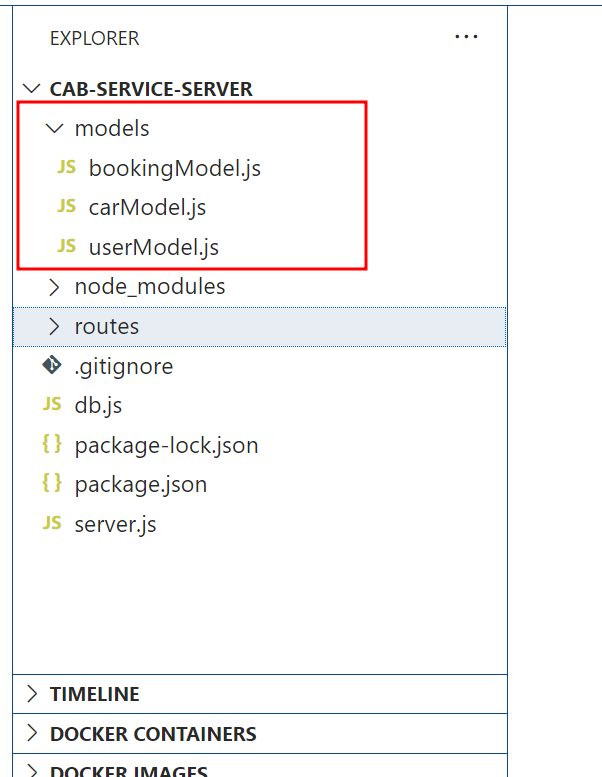 EXPLORER ...
CAB-SERVICE-SERVER
models
JS bookingModel.js
JS carModel.js
JS userModel.js
node_modules
routes
.gitignore
JS db.js
{} package-lock.json
{} package.json
JS server.js
TIMELINE
DOCKER CONTAINERS
DOCKER IMAGES